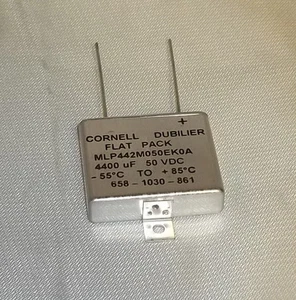 +
CORNELL DUBILIER
FLAT PACK
MLP442M050EK0A
4400 uF 50 VDC
- 55°C TO + 85°C
658-1030-861